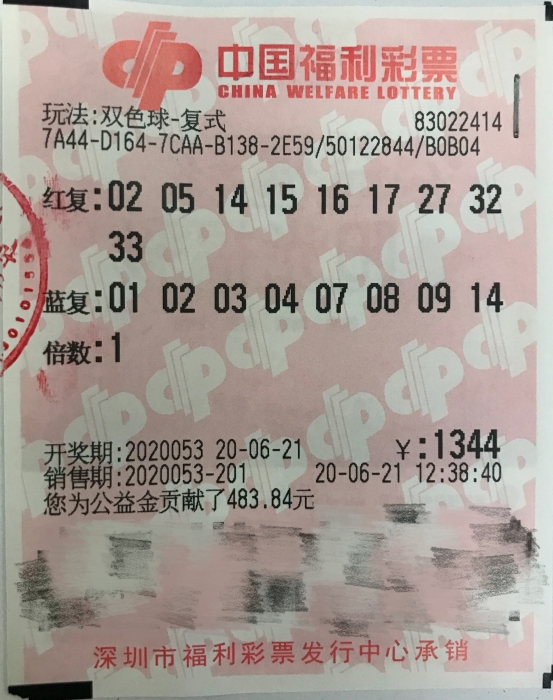 中国福利彩票
CHINA WELFARE LOTTERY
玩法:双色球-复式 83022414
7A44-D164-7CAA-B138-2E59/50122844/B0B04
红复:02 05 14 15 16 17 27 32
33
蓝复:01 02 03 04 07 08 09 14
倍数:1
开奖期:2020053 20-06-21 ¥:1344
销售期:2020053-201 20-06-21 12:38:40
您为公益金贡献了483.84元
深圳市福利彩票发行中心承销